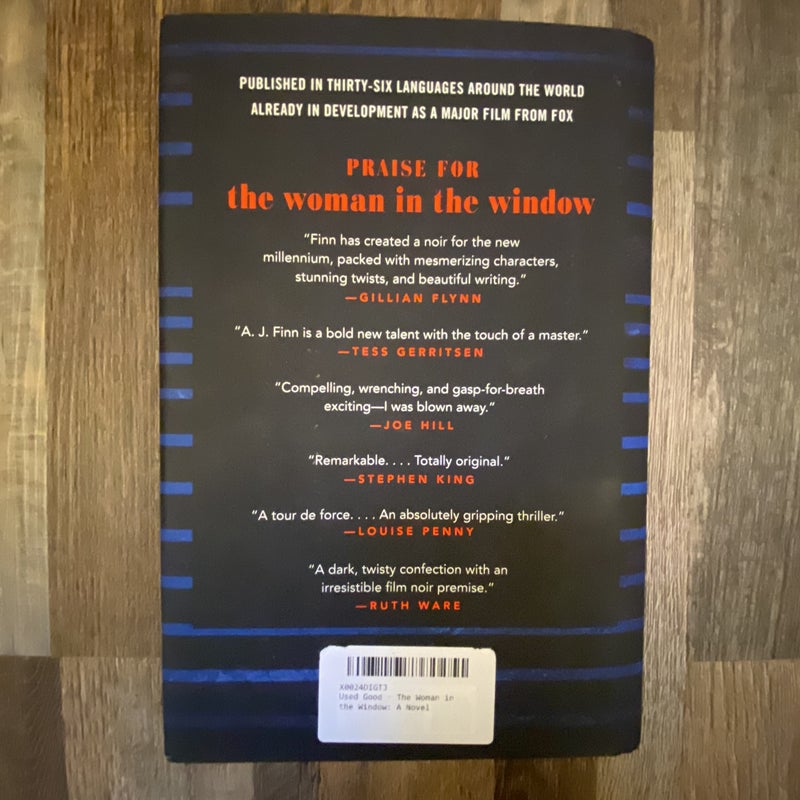 PUBLISHED IN THIRTY-SIX LANGUAGES AROUND THE WORLD
ALREADY IN DEVELOPMENT AS A MAJOR FILM FROM FOX
PRAISE FOR
the woman in the window
“Finn has created a noir for the new
millennium, packed with mesmerizing characters,
stunning twists, and beautiful writing.”
—GILLIAN FLYNN
“A. J. Finn is a bold new talent with the touch of a master.”
—TESS GERRITSEN
“Compelling, wrenching, and gasp-for-breath
exciting—I was blown away.”
—JOE HILL
“Remarkable. . . . Totally original.”
—STEPHEN KING
“A tour de force. . . . An absolutely gripping thriller.”
—LOUISE PENNY
“A dark, twisty confection with an
irresistible film noir premise.”
—RUTH WARE
X0024DIGTJ
Used Good - The Woman in
the Window: A Novel